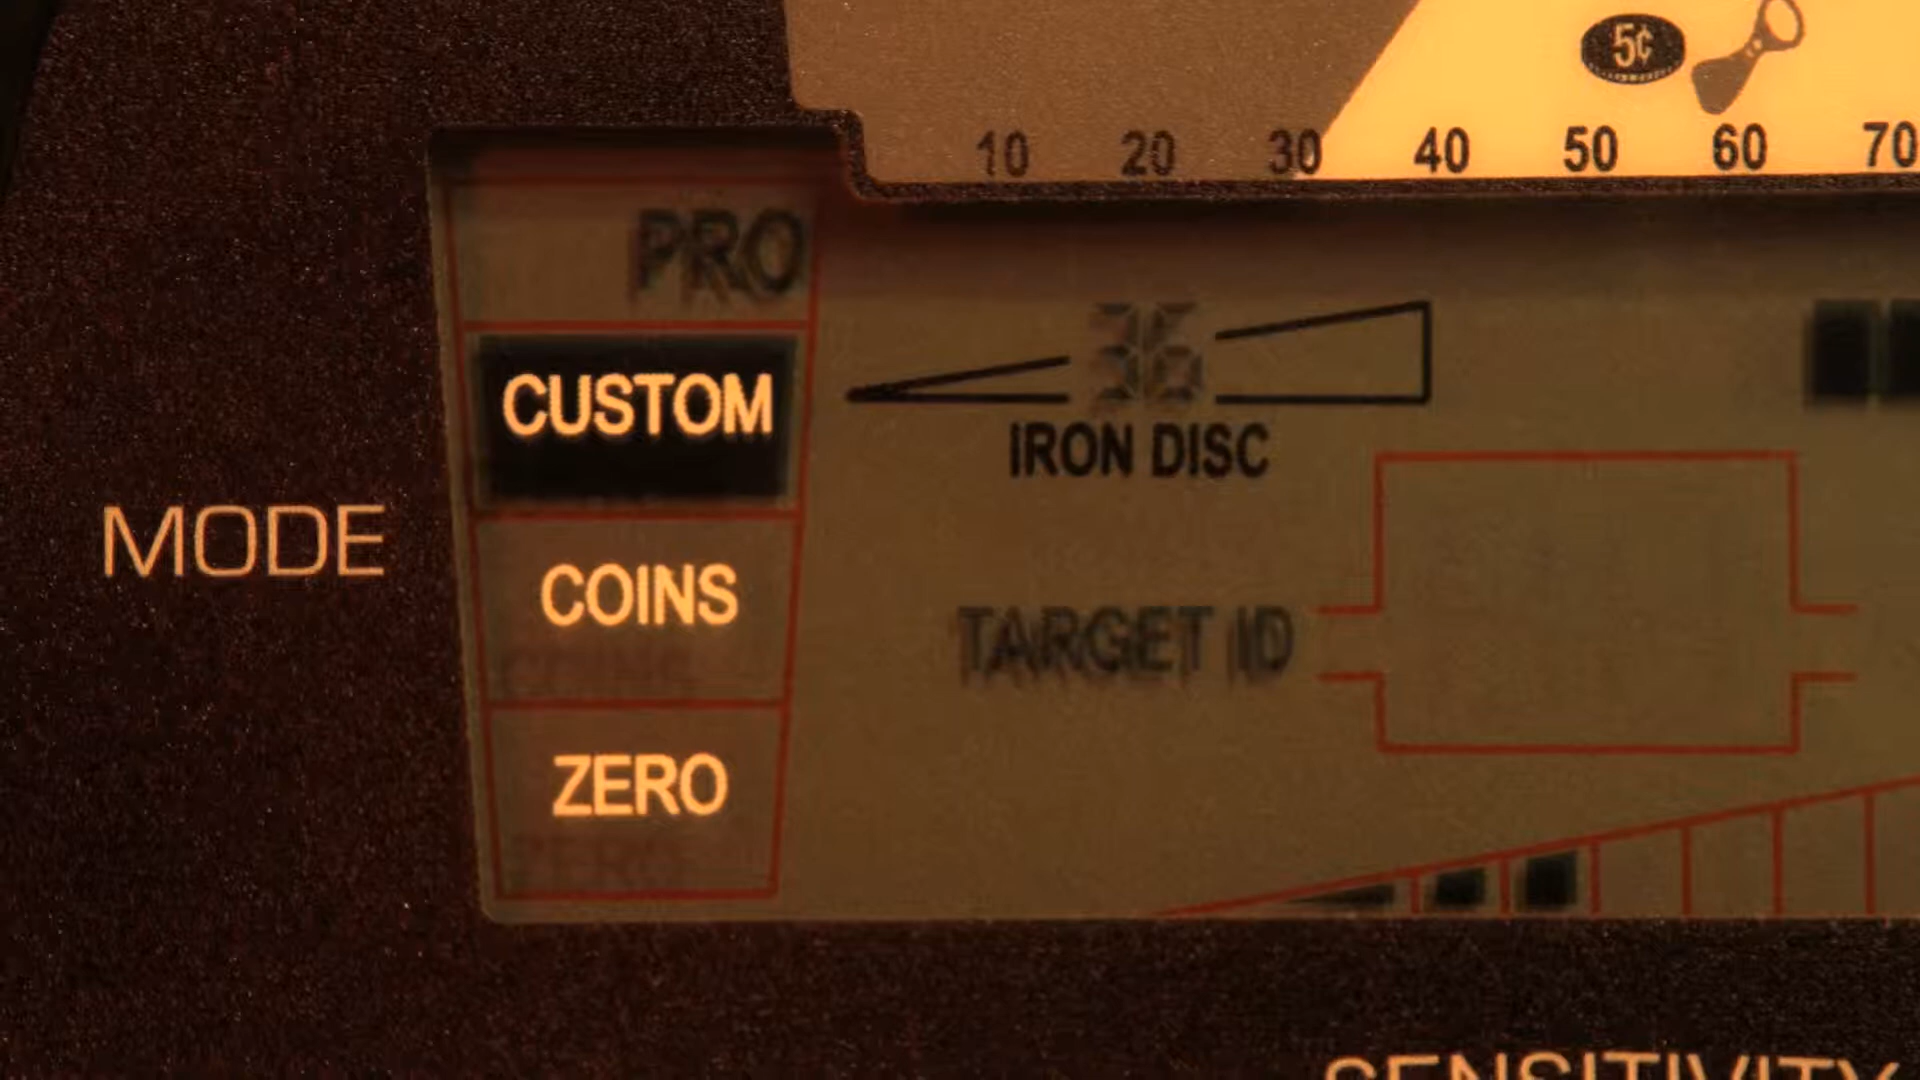 5¢
10 20 30 40 50 60 70
PRO
CUSTOM
36
IRON DISC
MODE
COINS
TARGET ID
ZERO
SENSITIVITY